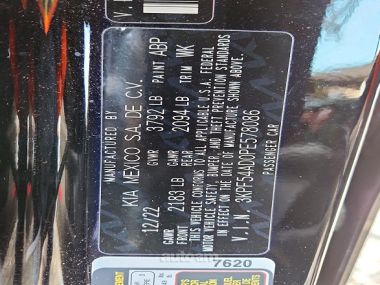 MANUFACTURED BY
KIA MEXICO S.A. DE C.V.
12/22 GVWR 3792 LB PAINT ABP
GAWR FRONT 2183 LB GAWR REAR 2094 LB TRIM WK
THIS VEHICLE CONFORMS TO ALL APPLICABLE U.S.A. FEDERAL
MOTOR VEHICLE SAFETY, BUMPER, AND THEFT PREVENTION STANDARDS
IN EFFECT ON THE DATE OF MANUFACTURE SHOWN ABOVE.
V.I.N. 3KPF54AD0PE578086
PASSENGER CAR
7620
V.I.N